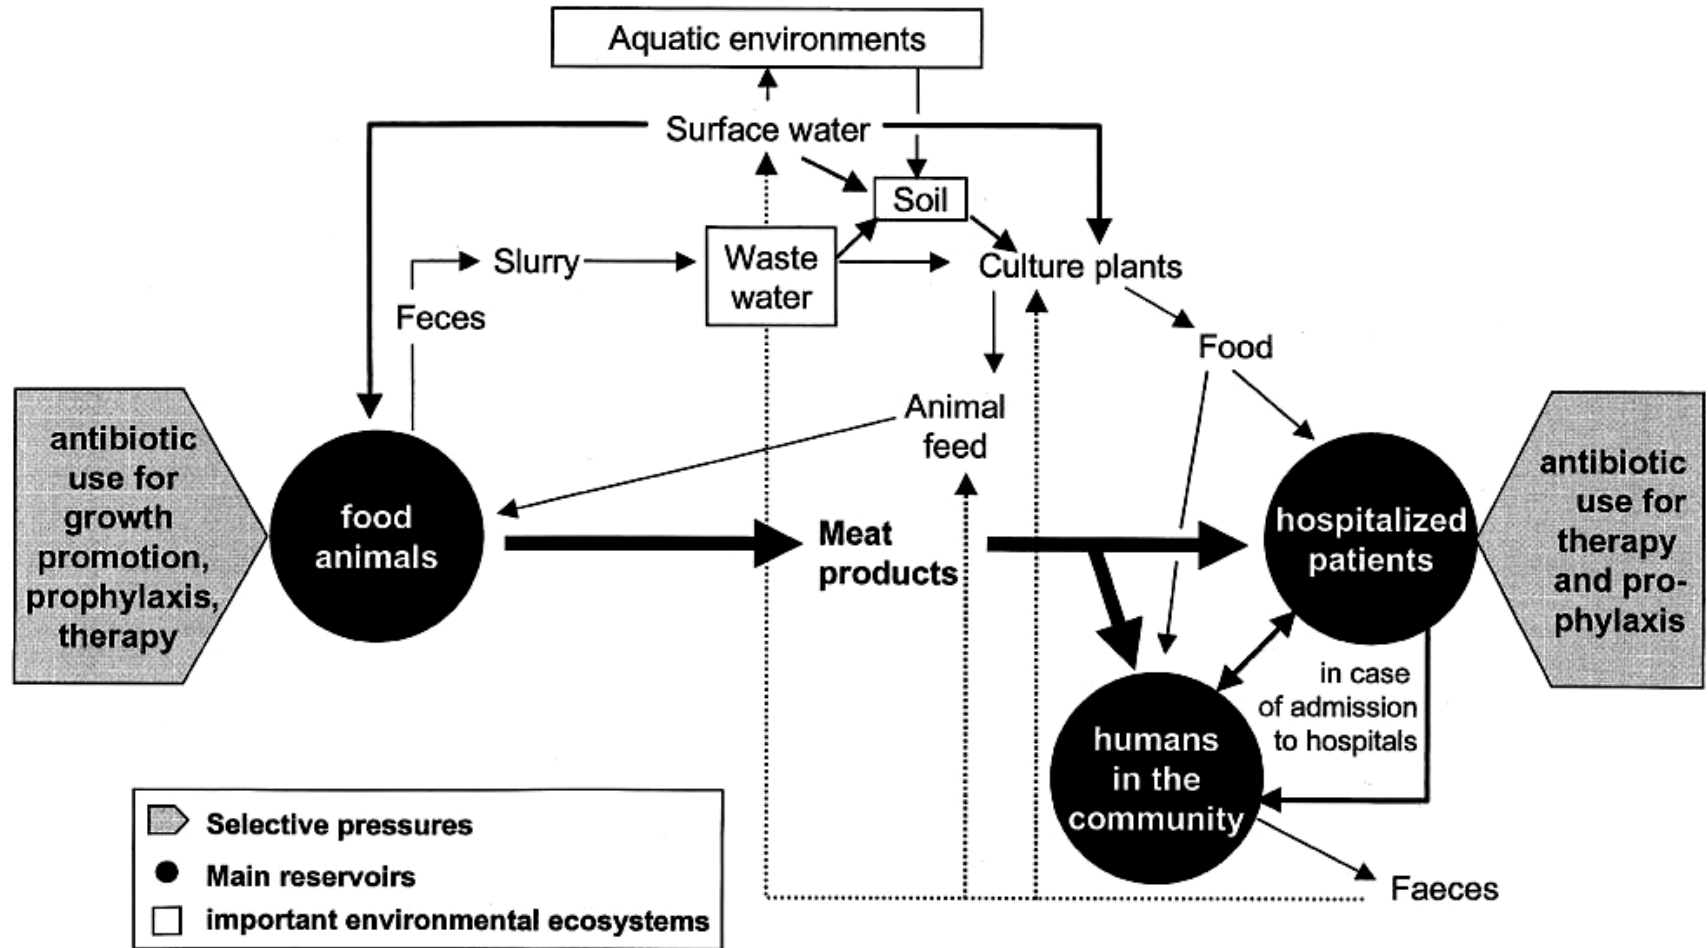 Aquatic environments
Surface water
Soil
Slurry
Waste
water
Culture plants
Feces
Food
Animal
feed
antibiotic
use for
growth
promotion,
prophylaxis,
therapy
food
animals
Meat
products
hospitalized
patients
antibiotic
use for
therapy
and pro-
phylaxis
in case
of admission
to hospitals
humans
in the
community
Faeces
Selective pressures
Main reservoirs
important environmental ecosystems